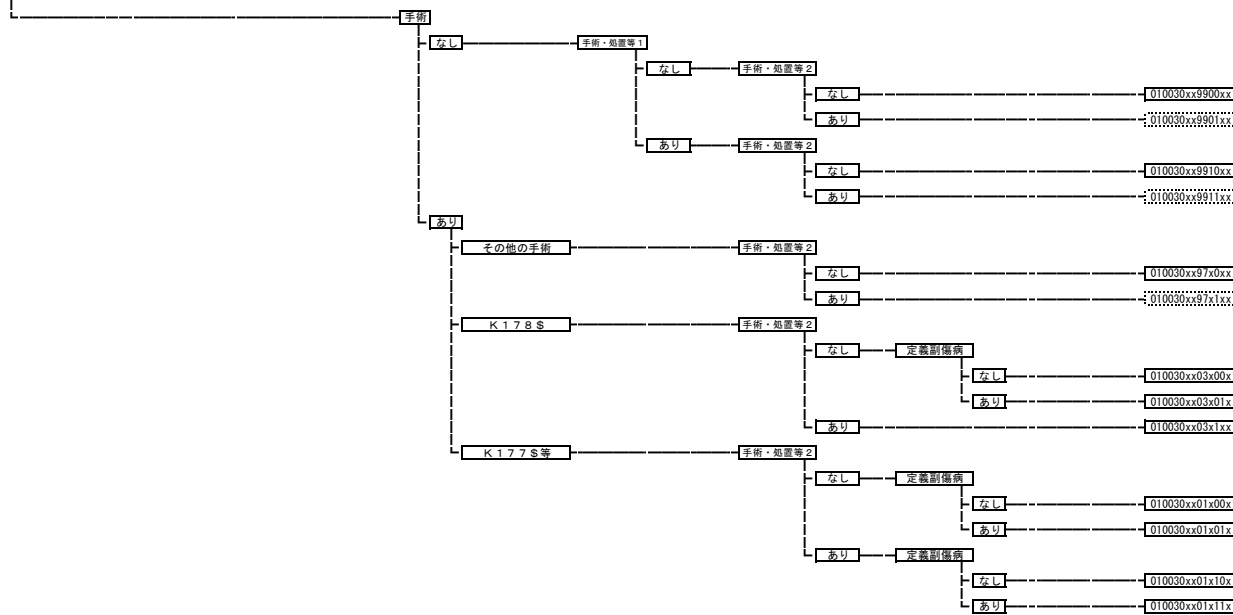 手術
なし
手術・処置等１
なし
手術・処置等２
なし
010030xx9900xx
あり
010030xx9901xx
あり
手術・処置等２
なし
010030xx9910xx
あり
010030xx9911xx
あり
その他の手術
手術・処置等２
なし
010030xx97x0xx
あり
010030xx97x1xx
Ｋ１７８＄
手術・処置等２
なし
定義副傷病
なし
010030xx03x00x
あり
010030xx03x01x
あり
010030xx03x1xx
Ｋ１７７＄等
手術・処置等２
なし
定義副傷病
なし
010030xx01x00x
あり
010030xx01x01x
あり
定義副傷病
なし
010030xx01x10x
あり
010030xx01x11x